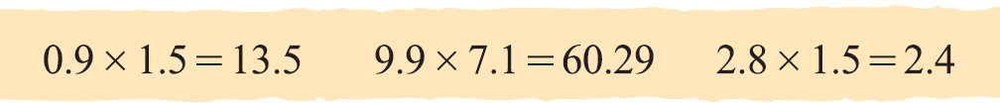 0.9 × 1.5 = 13.5 9.9 × 7.1 = 60.29 2.8 × 1.5 = 2.4